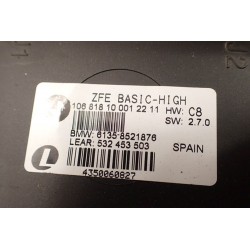 ZFE BASIC-HIGH
106 818 10 001 22 11 HW: C8
SW: 2.7.0
BMW: 6135-8521876
LEAR: 532 453 503 SPAIN
L
4350060827